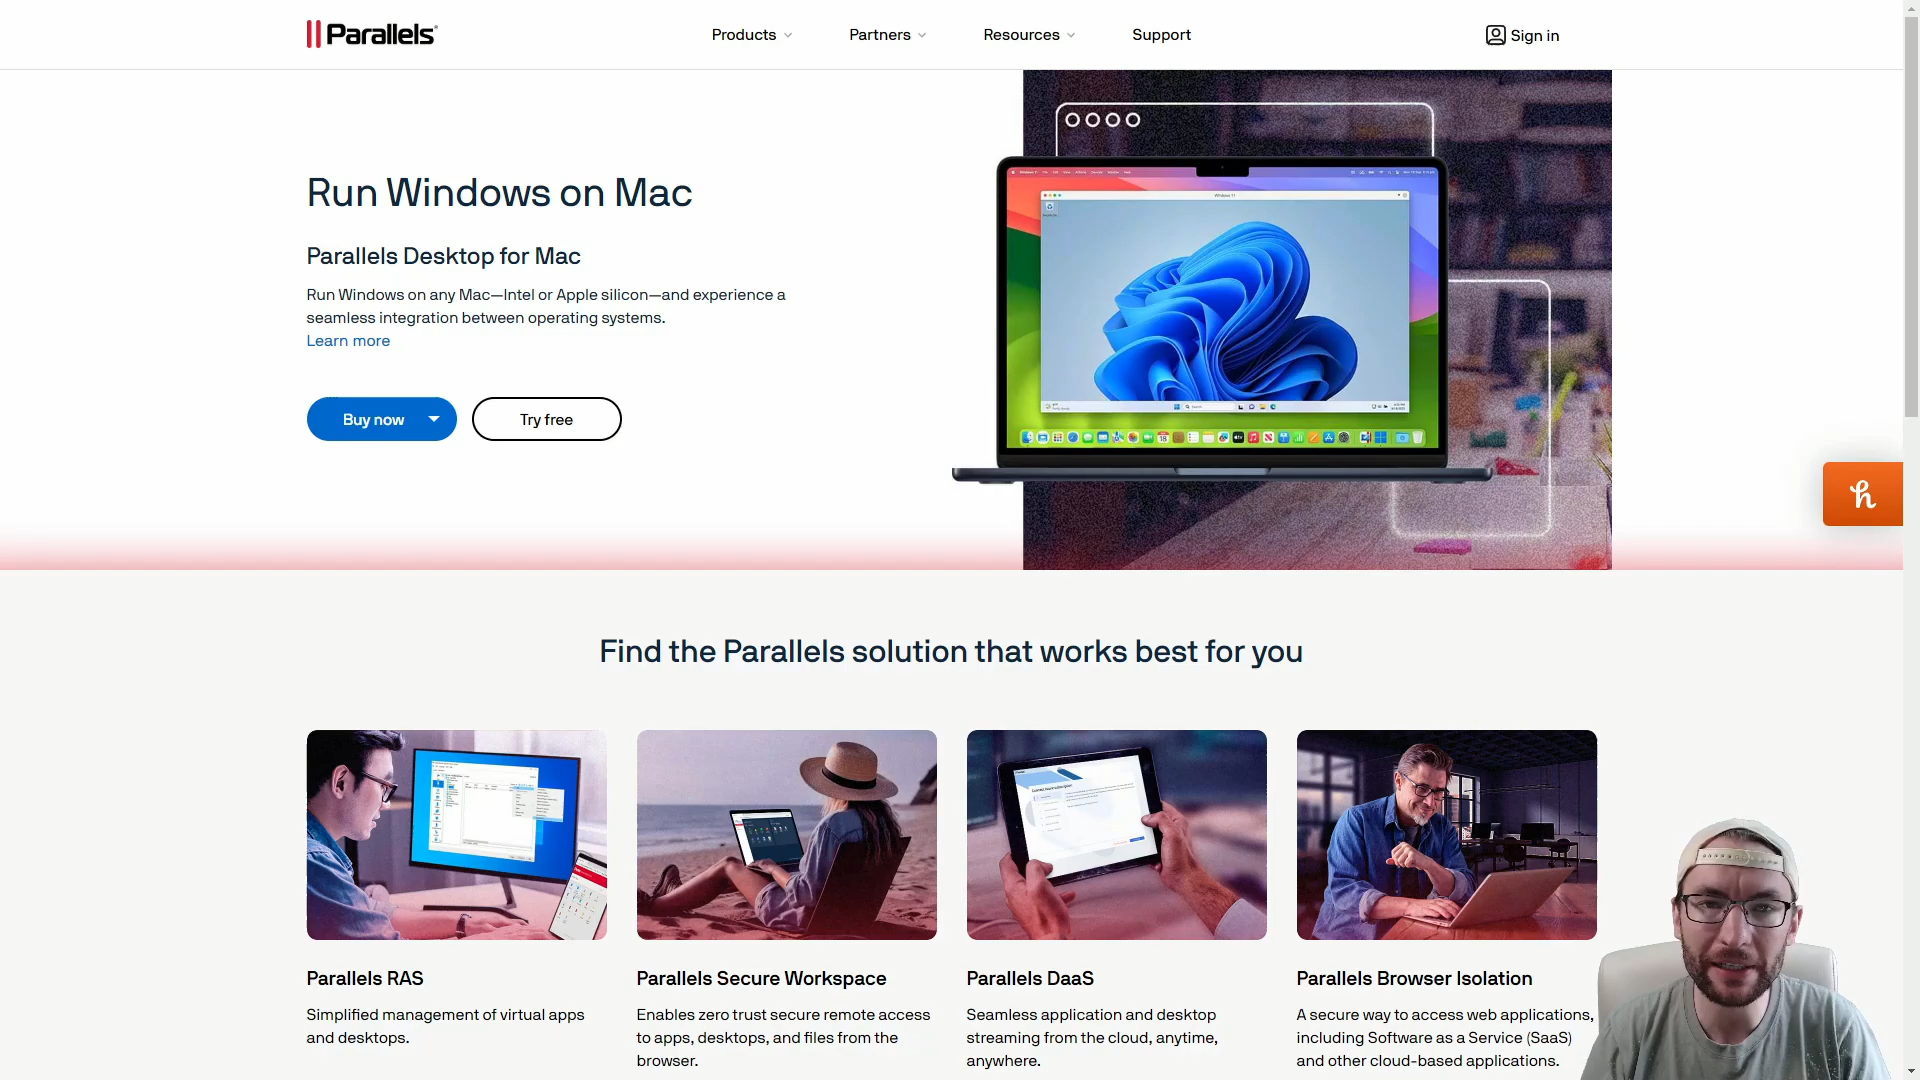 Parallels
Products
Partners
Resources
Support
Sign in
Run Windows on Mac
Parallels Desktop for Mac
Run Windows on any Mac—Intel or Apple silicon—and experience a
seamless integration between operating systems.
Learn more
Buy now
Try free
Find the Parallels solution that works best for you
Parallels RAS
Simplified management of virtual apps
and desktops.
Parallels Secure Workspace
Enables zero trust secure remote access
to apps, desktops, and files from the
browser.
Parallels DaaS
Seamless application and desktop
streaming from the cloud, anytime,
anywhere.
Parallels Browser Isolation
A secure way to access web applications,
including Software as a Service (SaaS)
and other cloud-based applications.